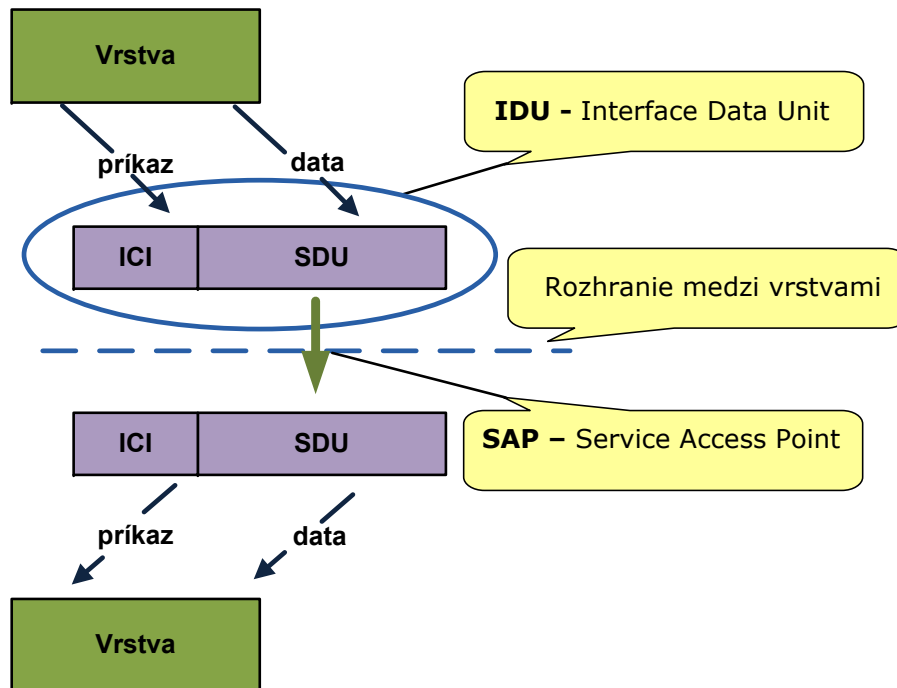 Vrstva
IDU - Interface Data Unit
príkaz
data
ICI
SDU
Rozhranie medzi vrstvami
ICI
SDU
SAP – Service Access Point
príkaz
data
Vrstva